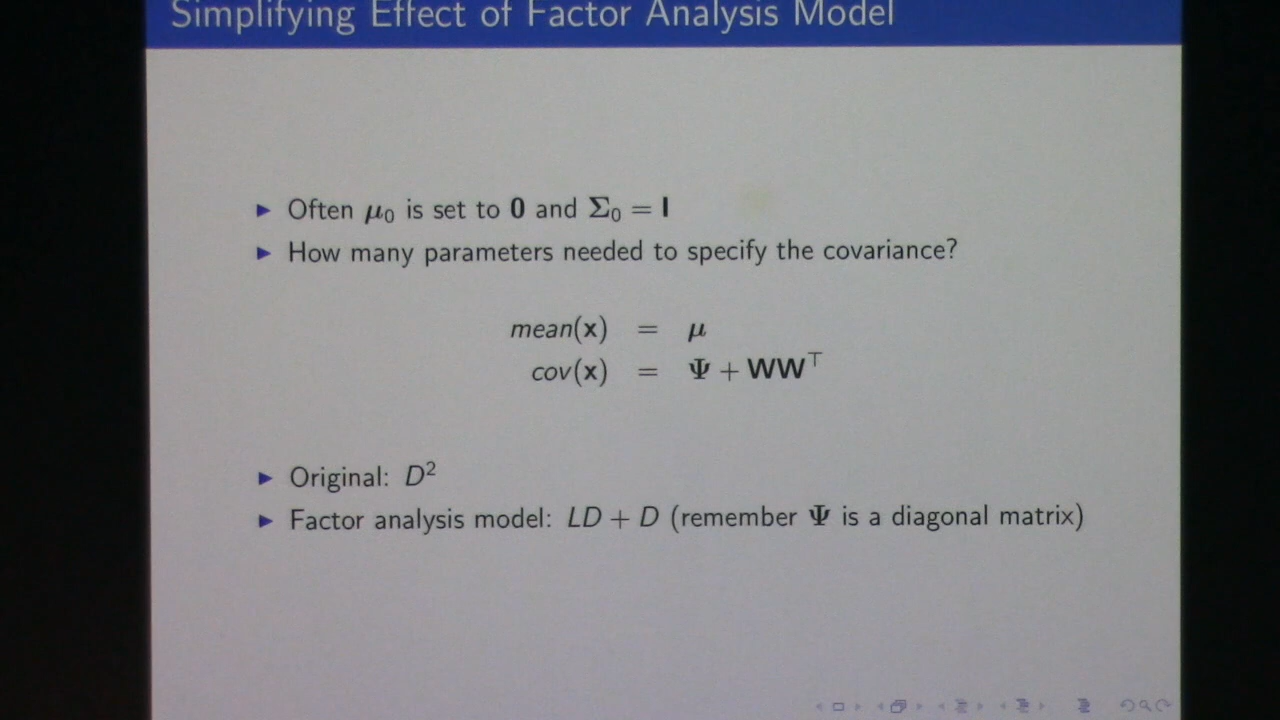 Simplifying Effect of Factor Analysis Model
Often μ₀ is set to 0 and Σ₀ = I
How many parameters needed to specify the covariance?
mean(x) = μ
cov(x) = Ψ + WWᵀ
Original: D²
Factor analysis model: LD + D (remember Ψ is a diagonal matrix)